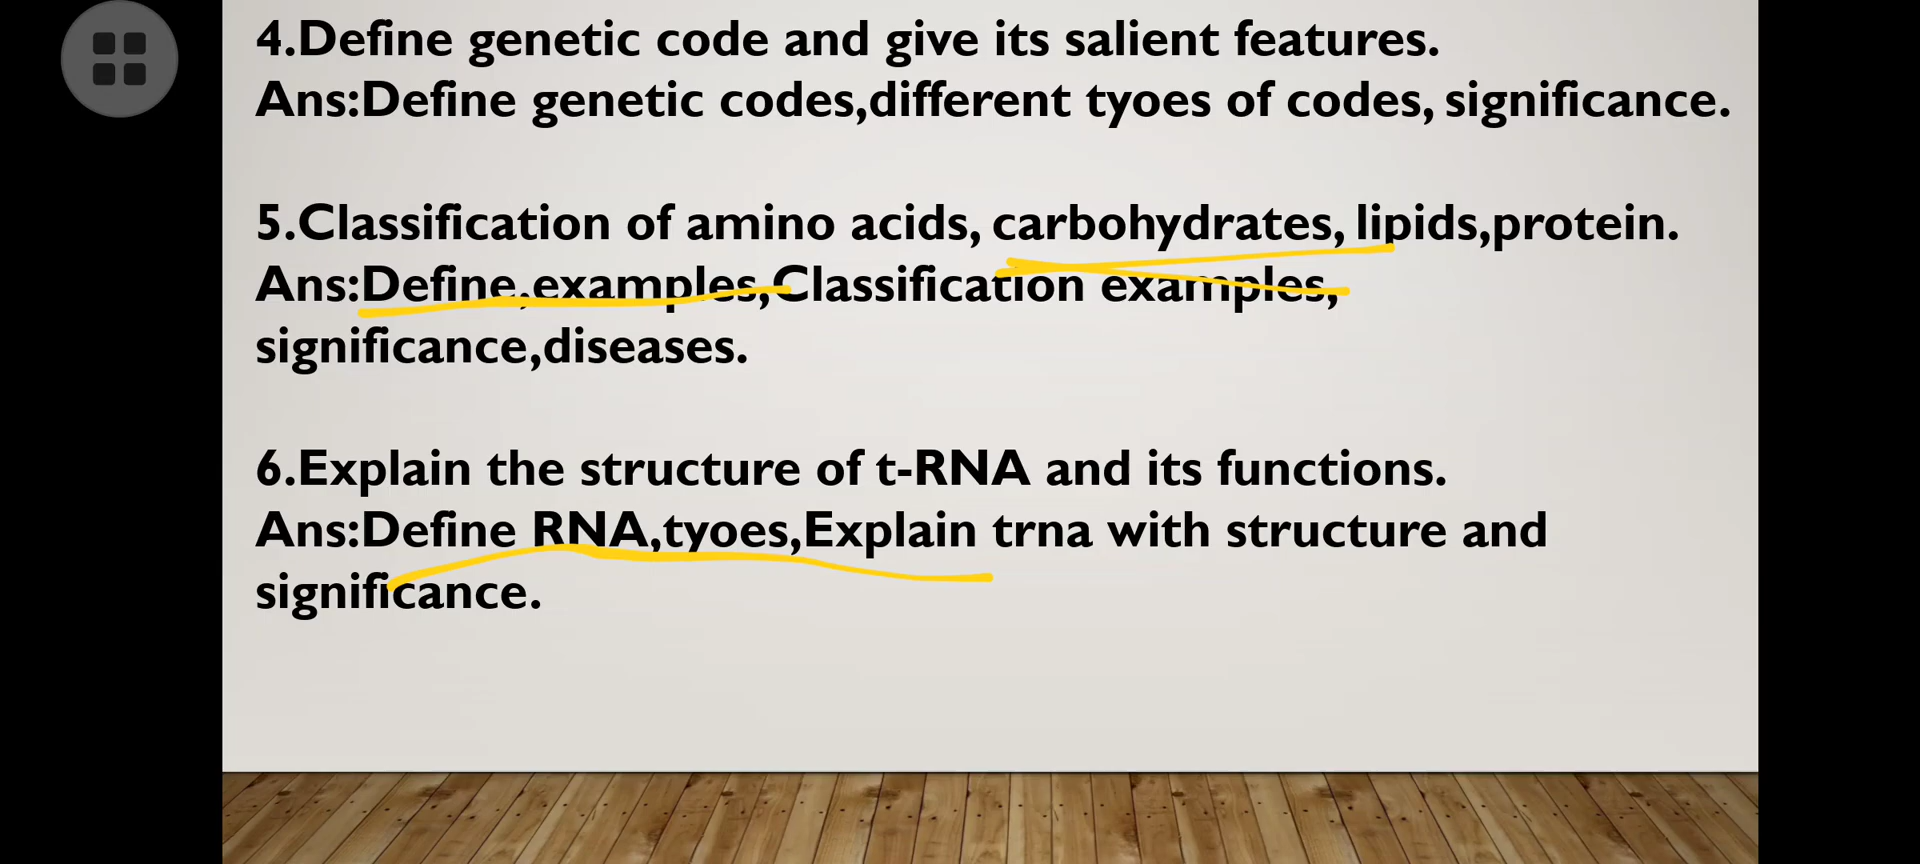 4.Define genetic code and give its salient features.
Ans:Define genetic codes,different tyoes of codes, significance.
5.Classification of amino acids, carbohydrates, lipids,protein.
Ans:Define,examples,Classification examples,
significance,diseases.
6.Explain the structure of t-RNA and its functions.
Ans:Define RNA,tyoes,Explain trna with structure and
significance.